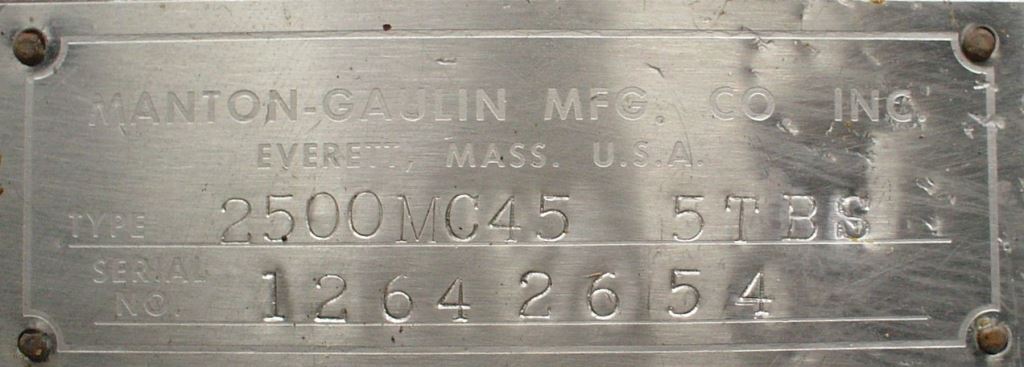 MANTON-GAULIN MFG. CO. INC.
EVERETT, MASS. U.S.A.
TYPE 2500MC45 5TBS
SERIAL NO. 12642654